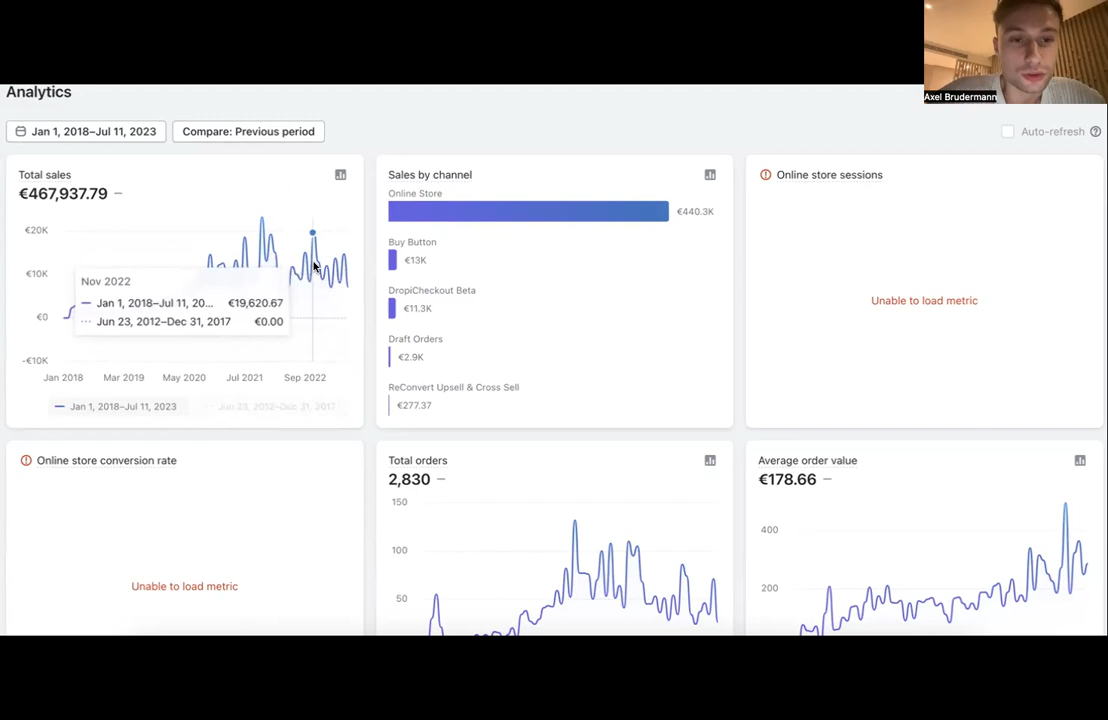 Axel Brudermann
Analytics
Jan 1, 2018–Jul 11, 2023
Compare: Previous period
Auto-refresh
Total sales
€467,937.79 –
€20K
€10K
€0
-€10K
Nov 2022
Jan 1, 2018–Jul 11, 20... €19,620.67
Jun 23, 2012–Dec 31, 2017 €0.00
Jan 2018 Mar 2019 May 2020 Jul 2021 Sep 2022
Jan 1, 2018–Jul 11, 2023 Jun 23, 2012–Dec 31, 2017
Sales by channel
Online Store
€440.3K
Buy Button
€13K
DropiCheckout Beta
€11.3K
Draft Orders
€2.9K
ReConvert Upsell & Cross Sell
€277.37
Online store sessions
Unable to load metric
Online store conversion rate
Unable to load metric
Total orders
2,830 –
150
100
50
Average order value
€178.66 –
400
200